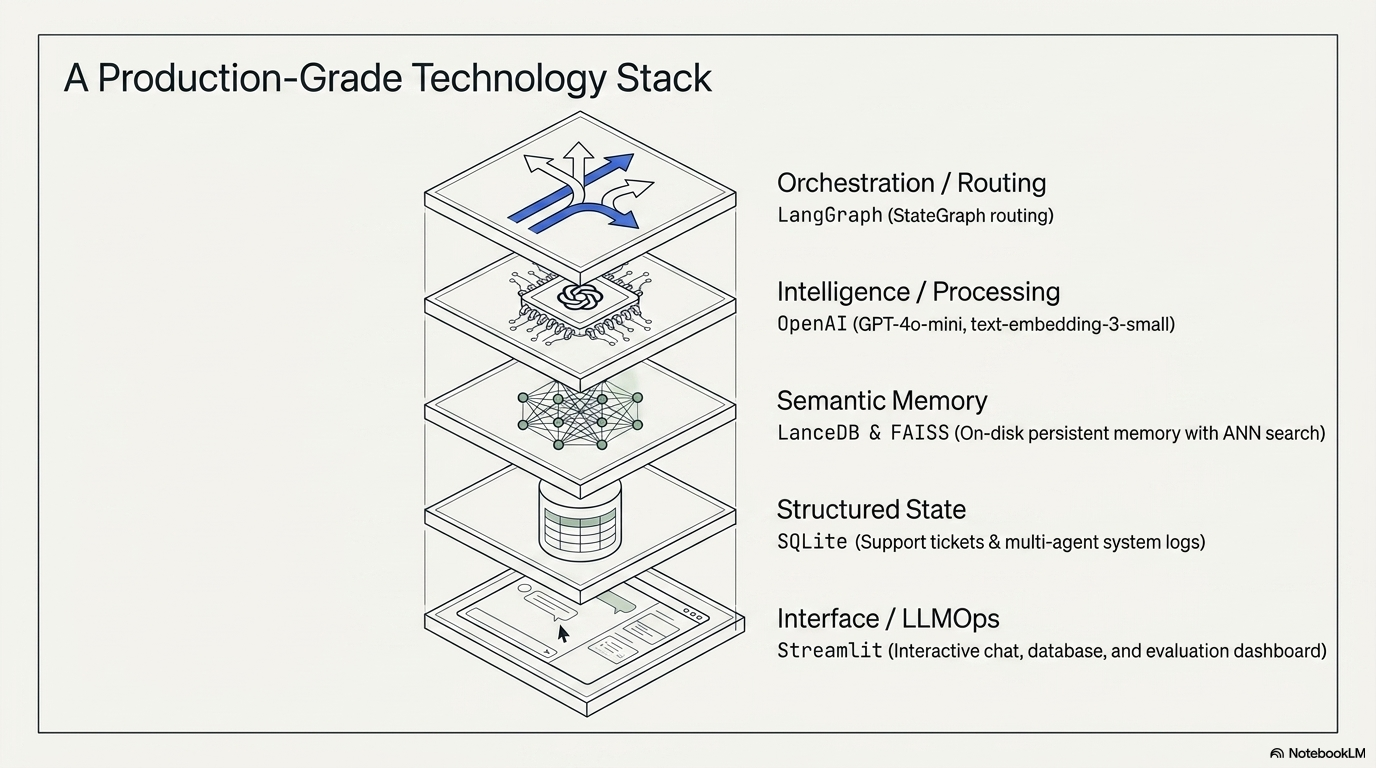 A Production-Grade Technology Stack
Orchestration / Routing
LangGraph (StateGraph routing)
Intelligence / Processing
OpenAI (GPT-4o-mini, text-embedding-3-small)
Semantic Memory
LanceDB & FAISS (On-disk persistent memory with ANN search)
Structured State
SQLite (Support tickets & multi-agent system logs)
Interface / LLMOps
Streamlit (Interactive chat, database, and evaluation dashboard)
NotebookLM